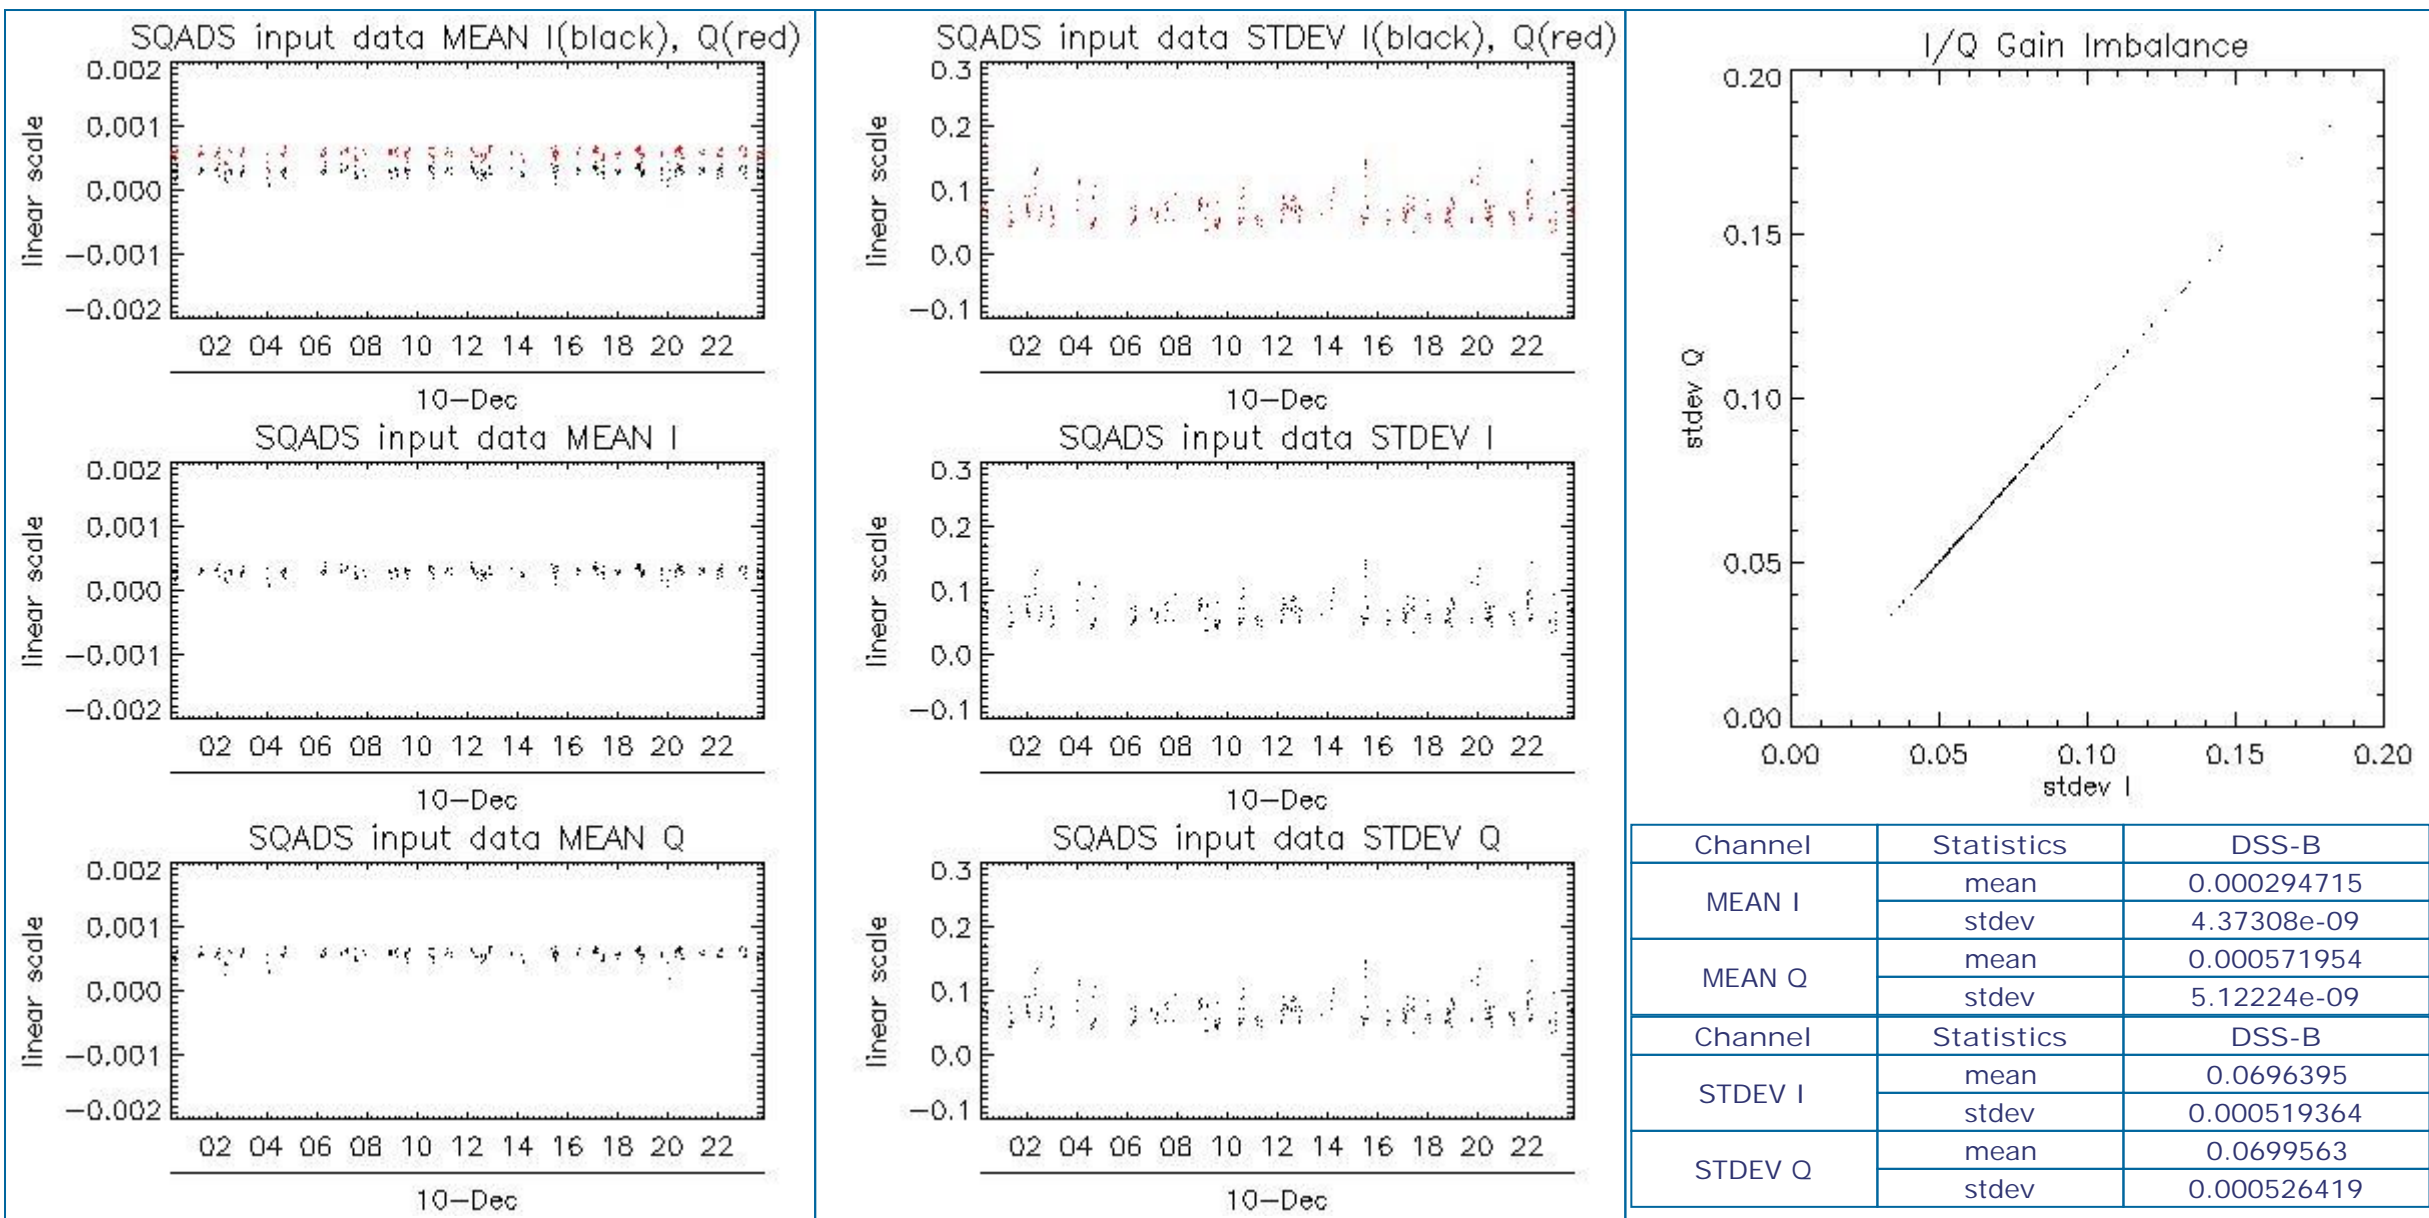 SQADS input data MEAN I(black), Q(red)
0.002
0.001
0.000
−0.001
−0.002
linear scale
02 04 06 08 10 12 14 16 18 20 22
10−Dec
SQADS input data MEAN I
0.002
0.001
0.000
−0.001
−0.002
linear scale
02 04 06 08 10 12 14 16 18 20 22
10−Dec
SQADS input data MEAN Q
0.002
0.001
0.000
−0.001
−0.002
linear scale
02 04 06 08 10 12 14 16 18 20 22
10−Dec
SQADS input data STDEV I(black), Q(red)
0.3
0.2
0.1
0.0
−0.1
linear scale
02 04 06 08 10 12 14 16 18 20 22
10−Dec
SQADS input data STDEV I
0.3
0.2
0.1
0.0
−0.1
linear scale
02 04 06 08 10 12 14 16 18 20 22
10−Dec
SQADS input data STDEV Q
0.3
0.2
0.1
0.0
−0.1
linear scale
02 04 06 08 10 12 14 16 18 20 22
10−Dec
I/Q Gain Imbalance
0.20
0.15
0.10
0.05
0.00
stdev Q
0.00 0.05 0.10 0.15 0.20
stdev I
Channel Statistics DSS-B
MEAN I mean 0.000294715
stdev 4.37308e-09
MEAN Q mean 0.000571954
stdev 5.12224e-09
Channel Statistics DSS-B
STDEV I mean 0.0696395
stdev 0.000519364
STDEV Q mean 0.0699563
stdev 0.000526419